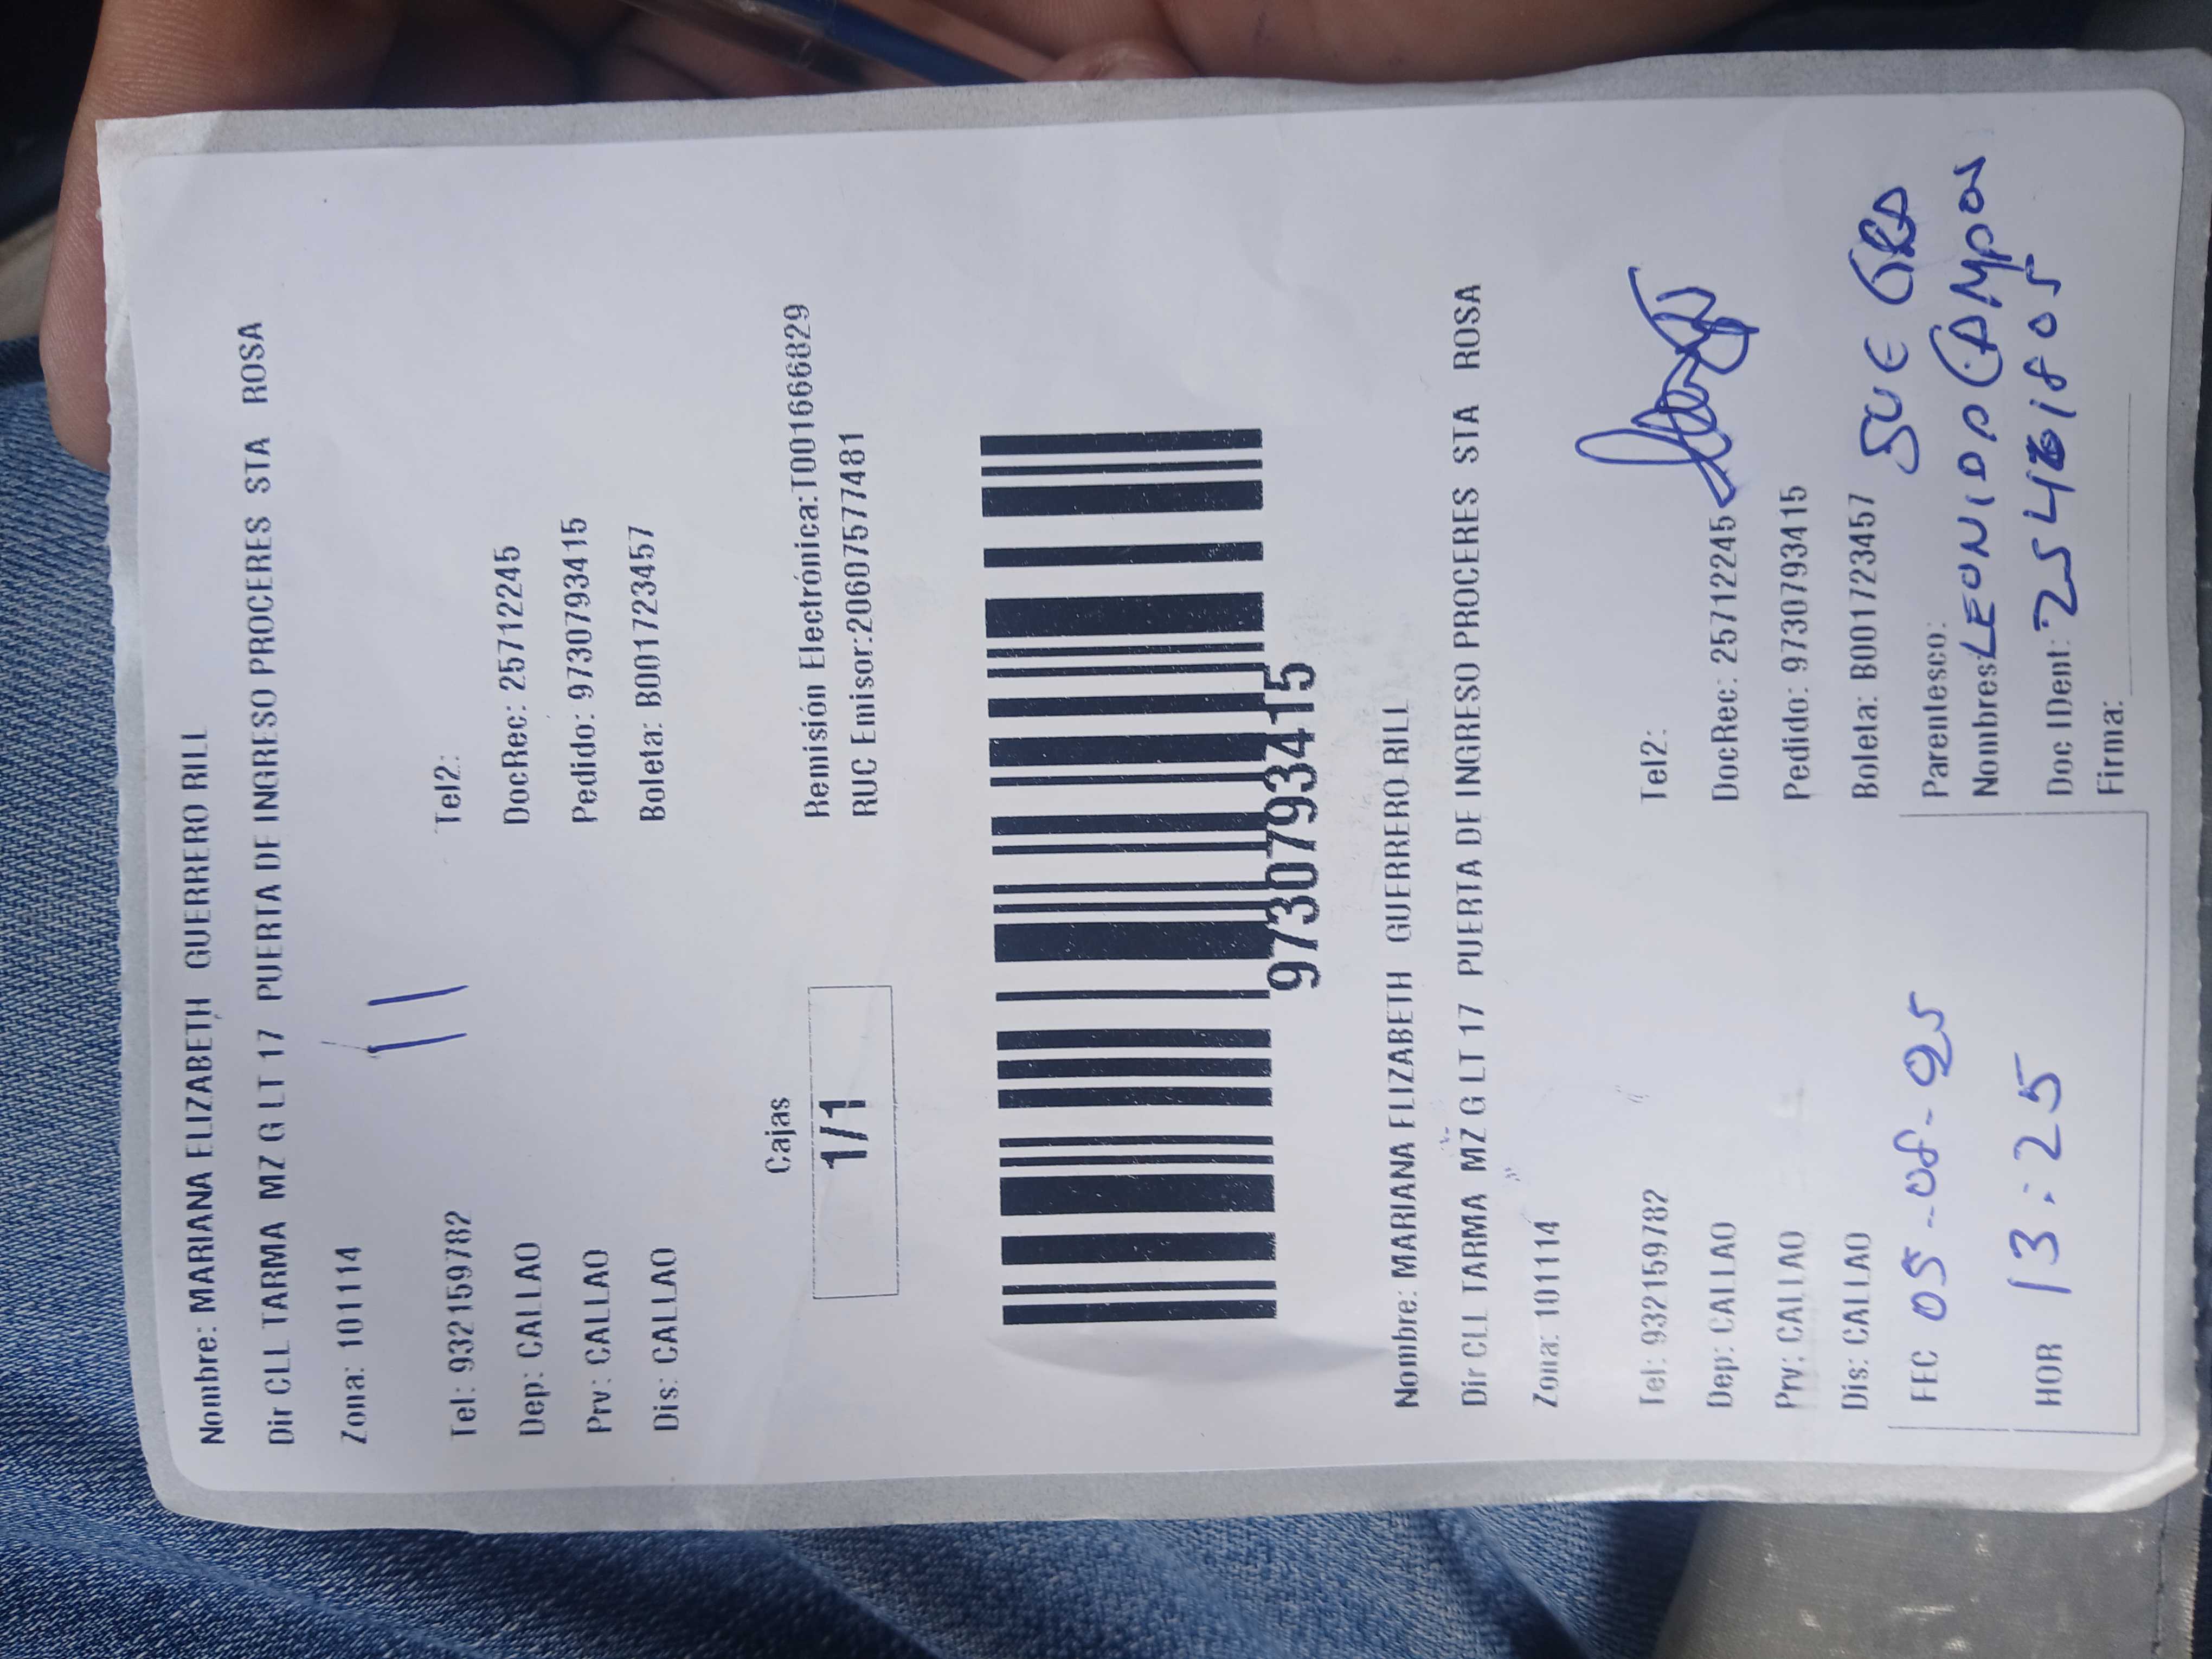 Nombre: MARIANA ELIZABETH GUERRERO RILL
Dir CLL TARMA MZ G LT 17 PUERTA DE INGRESO PROCERES STA ROSA
Zona: 101114
11
Tel: 932159782 Tel2:
Dep: CALLAO DocRec: 25712245
Prv: CALLAO Pedido: 9730793415
Dis: CALLAO Boleta: B001723457
Cajas
1/1
Remisión Electrónica:T001666829
RUC Emisor:20607577481
9730793415
Nombre: MARIANA ELIZABETH GUERRERO RILL
Dir CLL TARMA MZ G LT 17 PUERTA DE INGRESO PROCERES STA ROSA
Zona: 101114
Tel: 932159782 Tel2:
Dep: CALLAO DocRec: 25712245
Prv: CALLAO Pedido: 9730793415
Dis: CALLAO Boleta: B001723457
FEC 05-08-25
HOR 13:25
Parentesco: SUEGRA
Nombres LEONIDA CAMPOS
Doc IDent:
Firma: